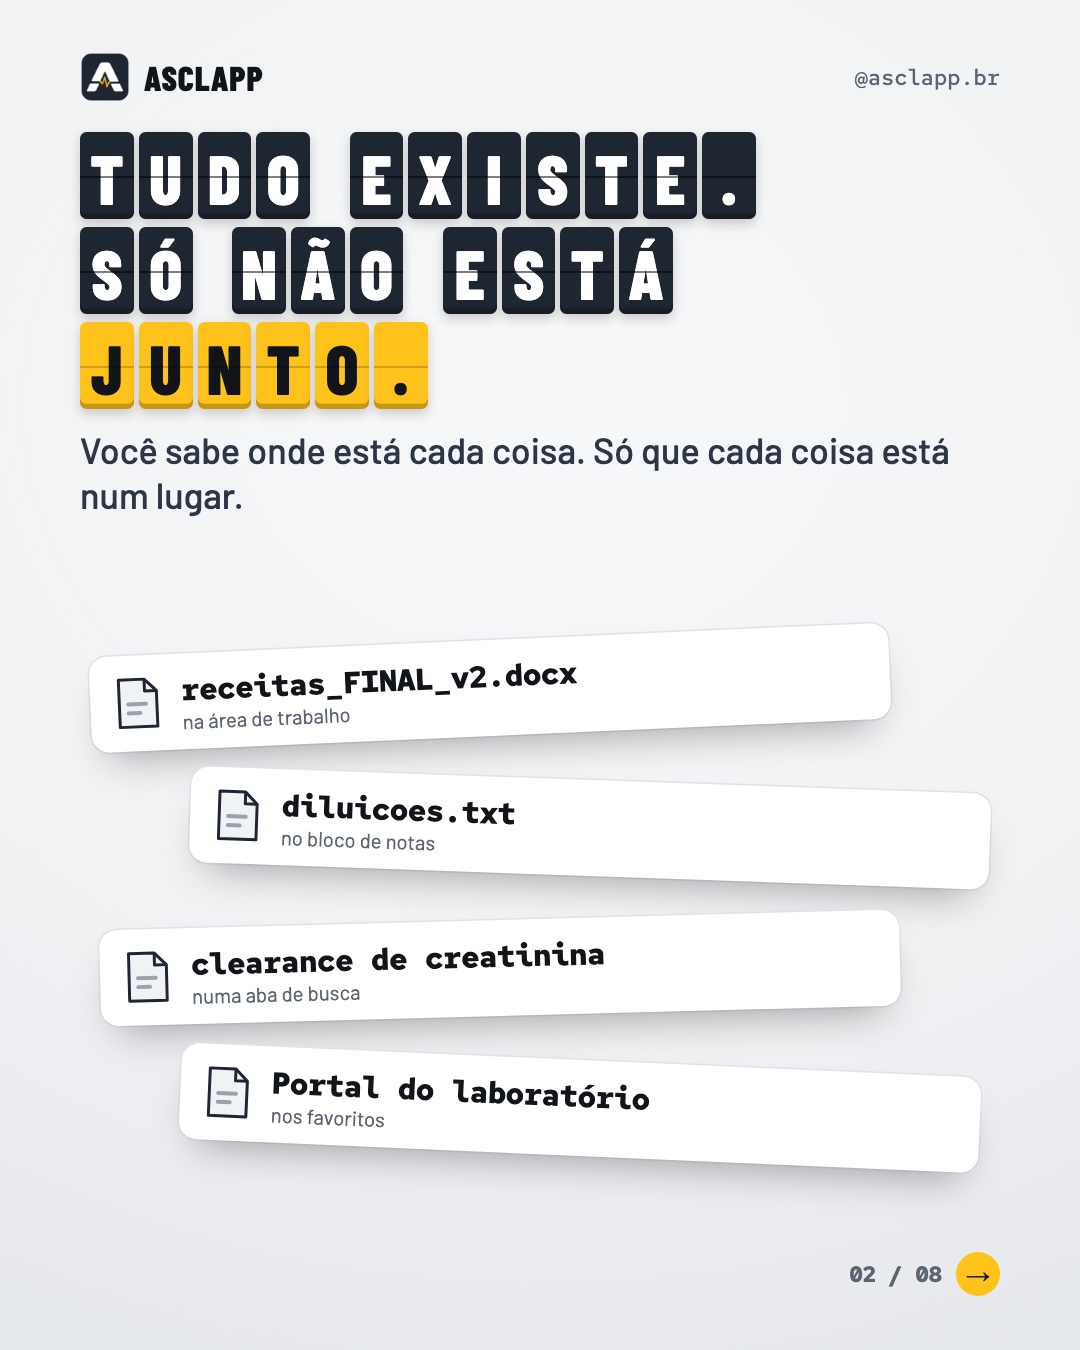 ASCLAPP
@asclapp.br
TUDO EXISTE.
SÓ NÃO ESTÁ
JUNTO.
Você sabe onde está cada coisa. Só que cada coisa está
num lugar.
receitas_FINAL_v2.docx
na área de trabalho
diluicoes.txt
no bloco de notas
clearance de creatinina
numa aba de busca
Portal do laboratório
nos favoritos
02 / 08 →